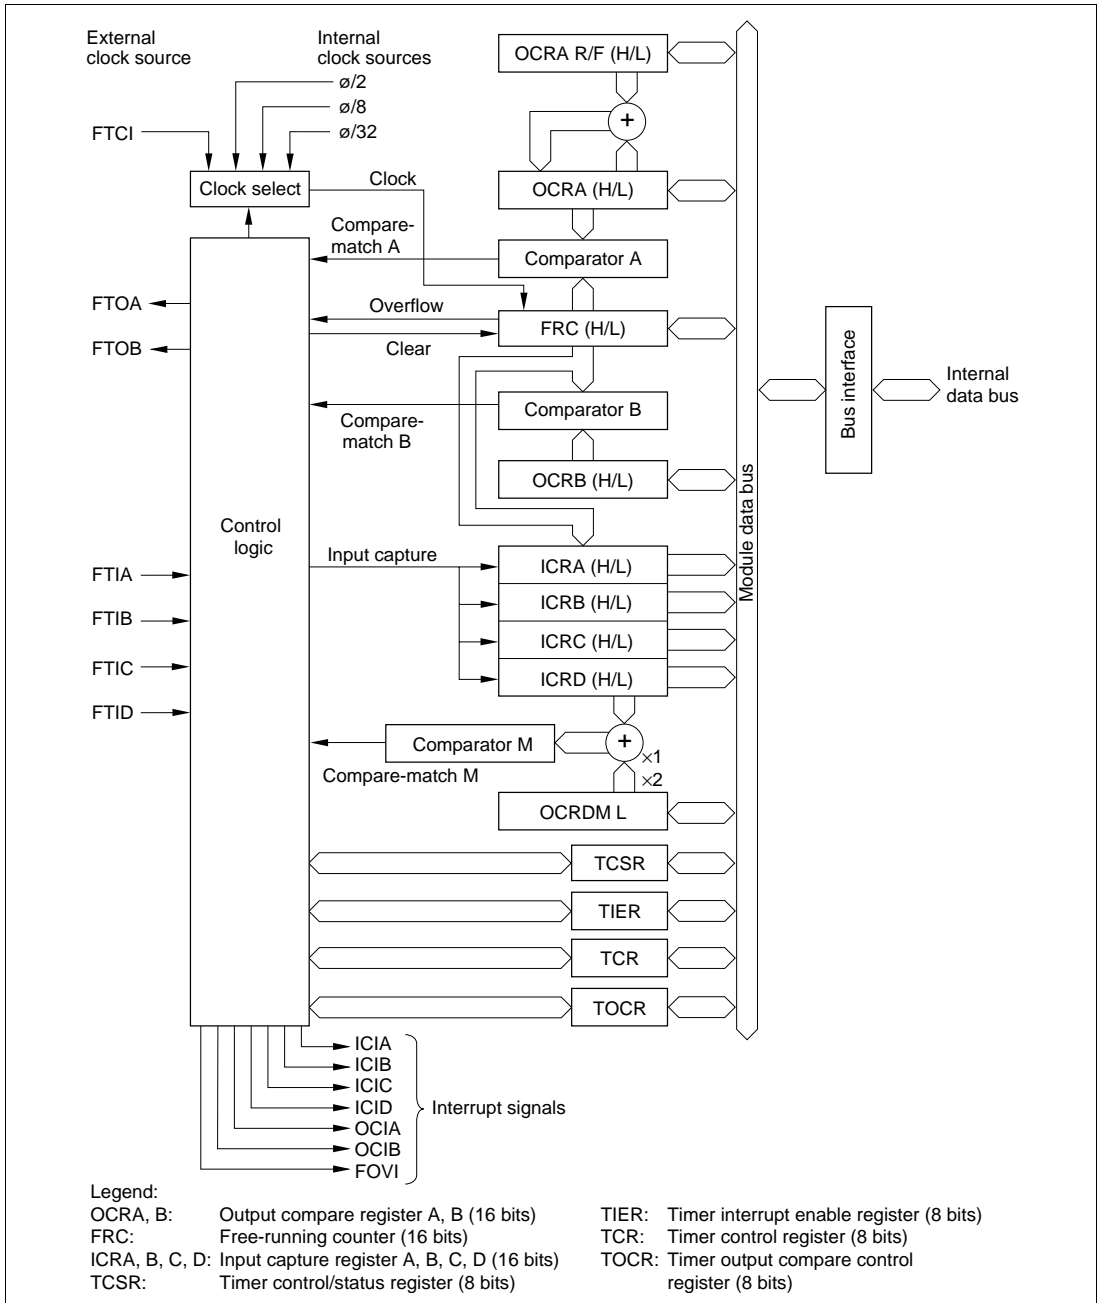 External
clock source
Internal
clock sources
ø/2
ø/8
ø/32
FTCI
Clock select
Clock
OCRA R/F (H/L)
+
OCRA (H/L)
Compare-
match A
Comparator A
FTOA
Overflow
FRC (H/L)
FTOB
Clear
Comparator B
Compare-
match B
OCRB (H/L)
Bus interface
Internal
data bus
Module data bus
Control
logic
Input capture
ICRA (H/L)
ICRB (H/L)
ICRC (H/L)
ICRD (H/L)
FTIA
FTIB
FTIC
FTID
Comparator M
+
×1
×2
Compare-match M
OCRDM L
TCSR
TIER
TCR
TOCR
ICIA
ICIB
ICIC
ICID
OCIA
OCIB
FOVI
Interrupt signals
Legend:
OCRA, B: Output compare register A, B (16 bits)
FRC: Free-running counter (16 bits)
ICRA, B, C, D: Input capture register A, B, C, D (16 bits)
TCSR: Timer control/status register (8 bits)
TIER: Timer interrupt enable register (8 bits)
TCR: Timer control register (8 bits)
TOCR: Timer output compare control
register (8 bits)